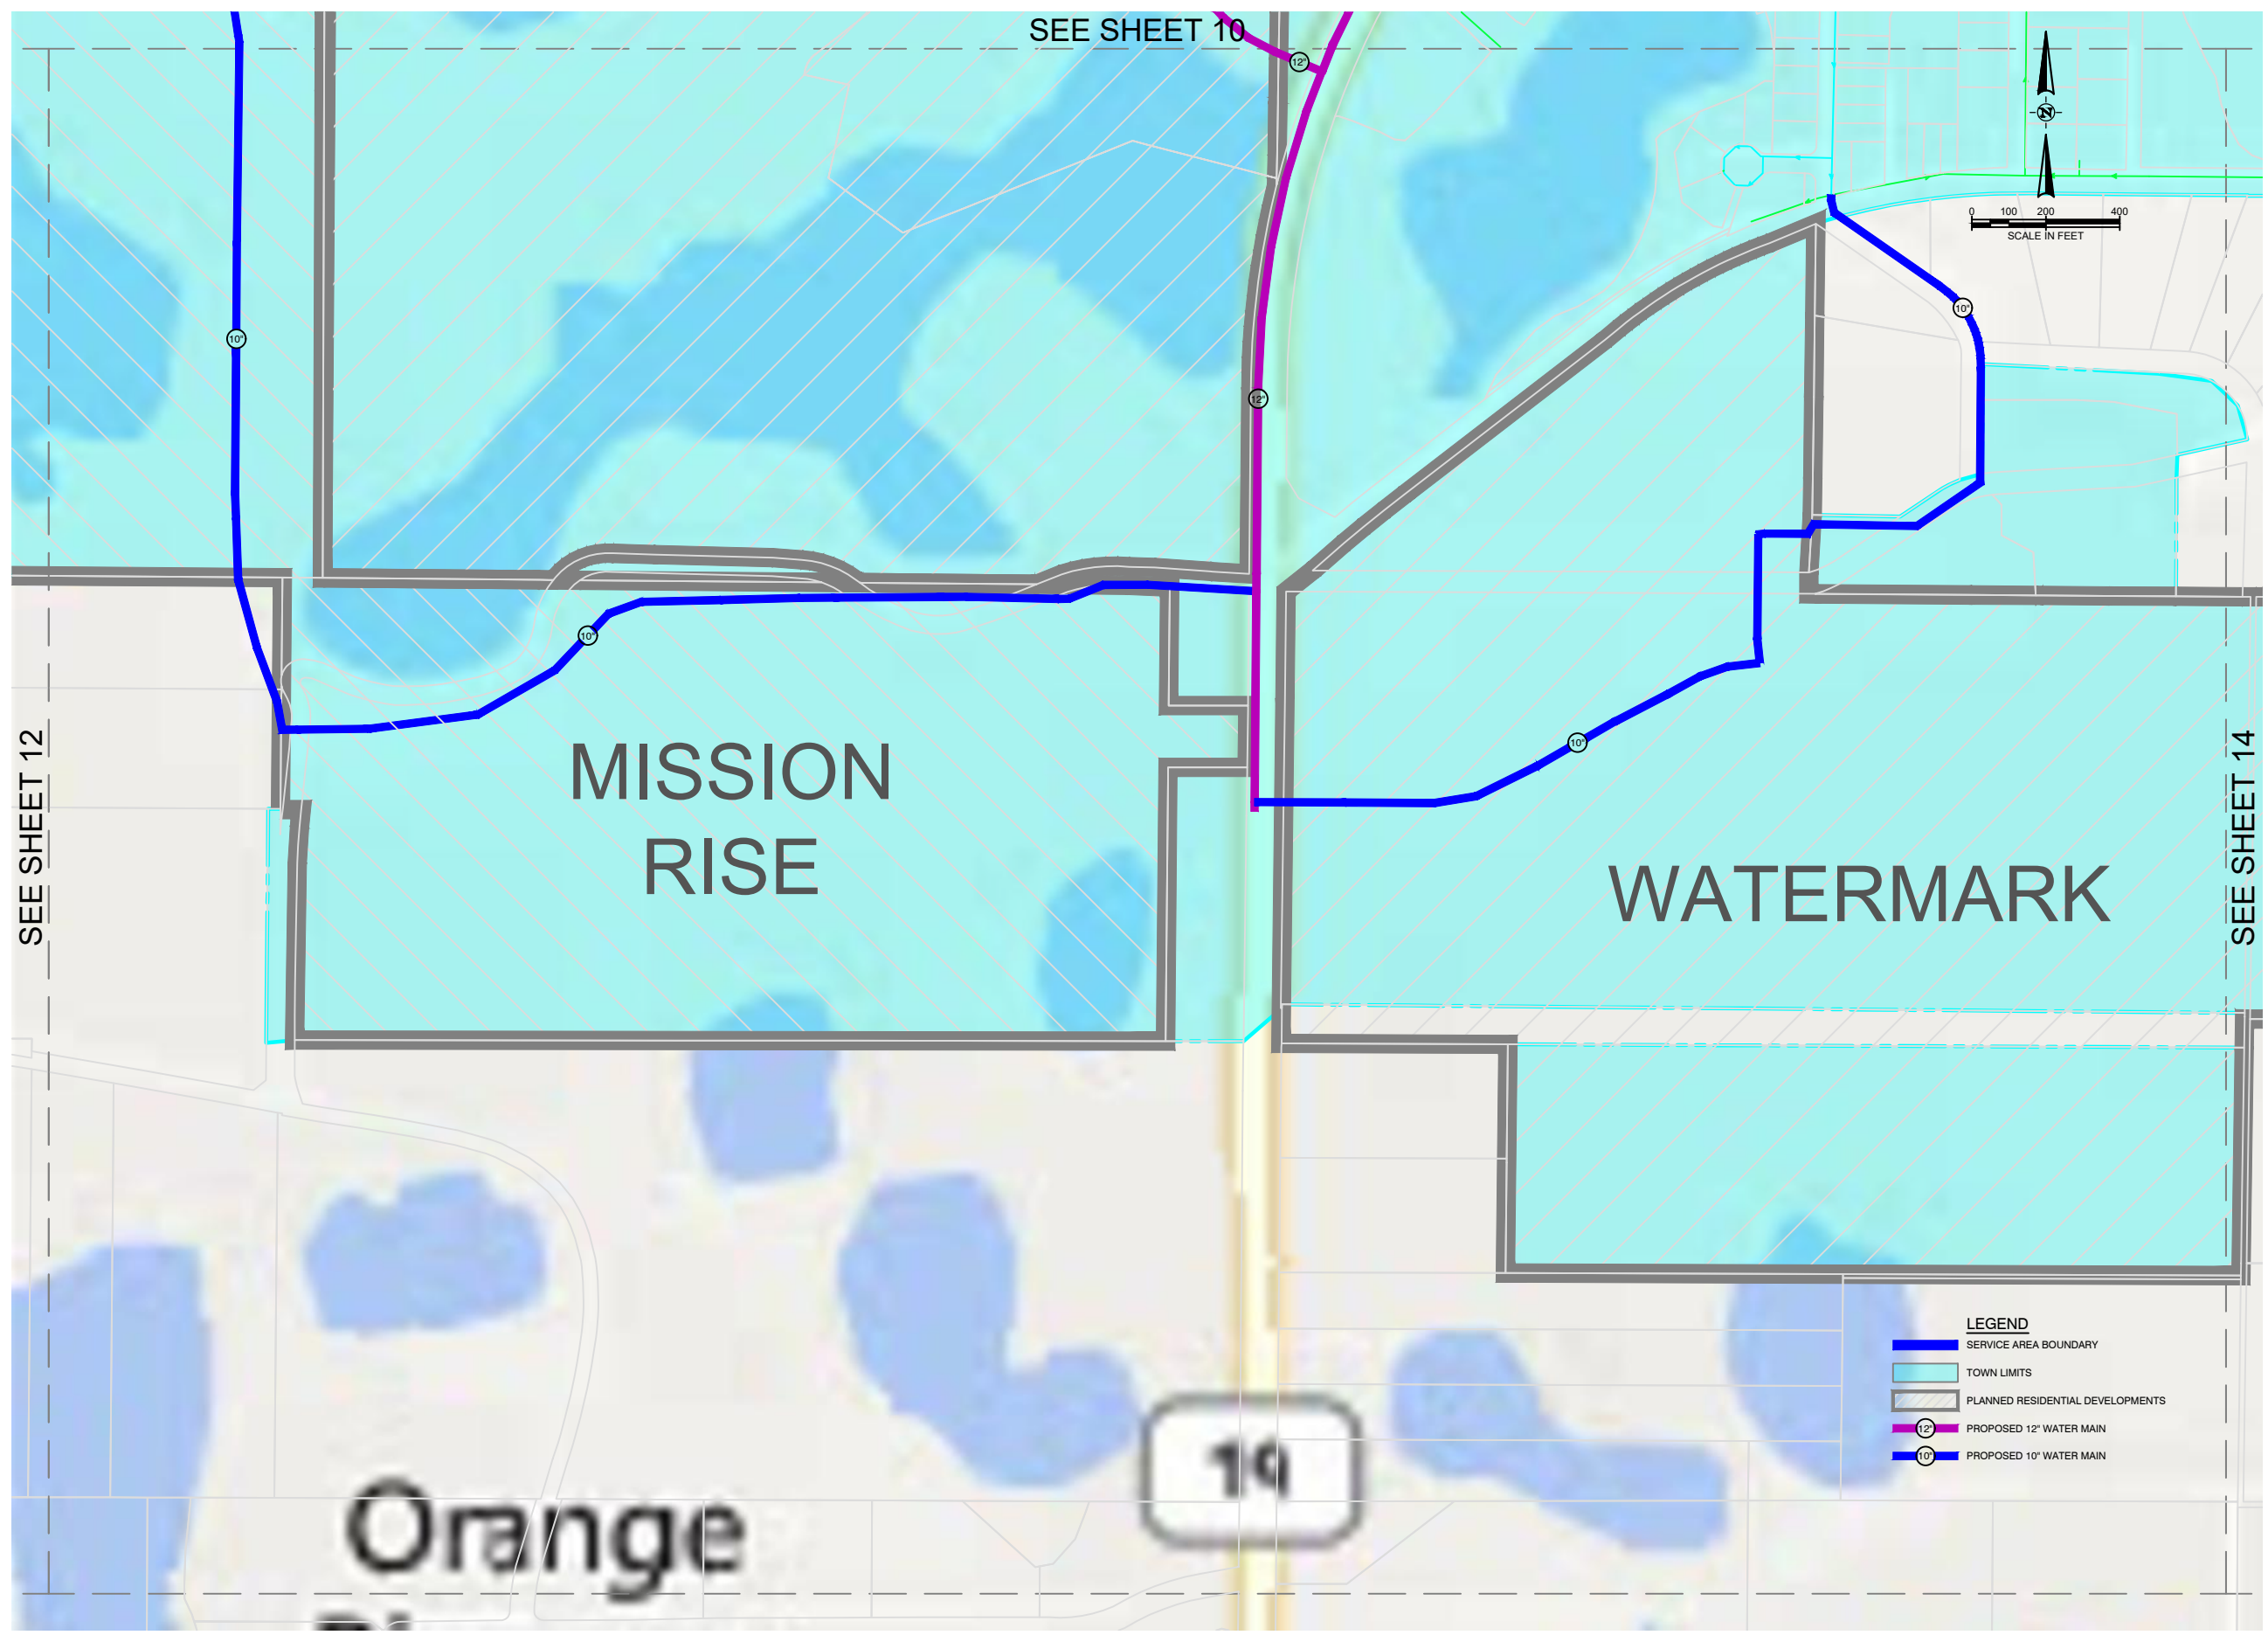 SEE SHEET 10
12"
N
0 100 200 400
SCALE IN FEET
10"
10"
12"
10"
10"
MISSION
RISE
WATERMARK
SEE SHEET 12
SEE SHEET 14
LEGEND
SERVICE AREA BOUNDARY
TOWN LIMITS
PLANNED RESIDENTIAL DEVELOPMENTS
12" PROPOSED 12" WATER MAIN
10" PROPOSED 10" WATER MAIN
19
Orange